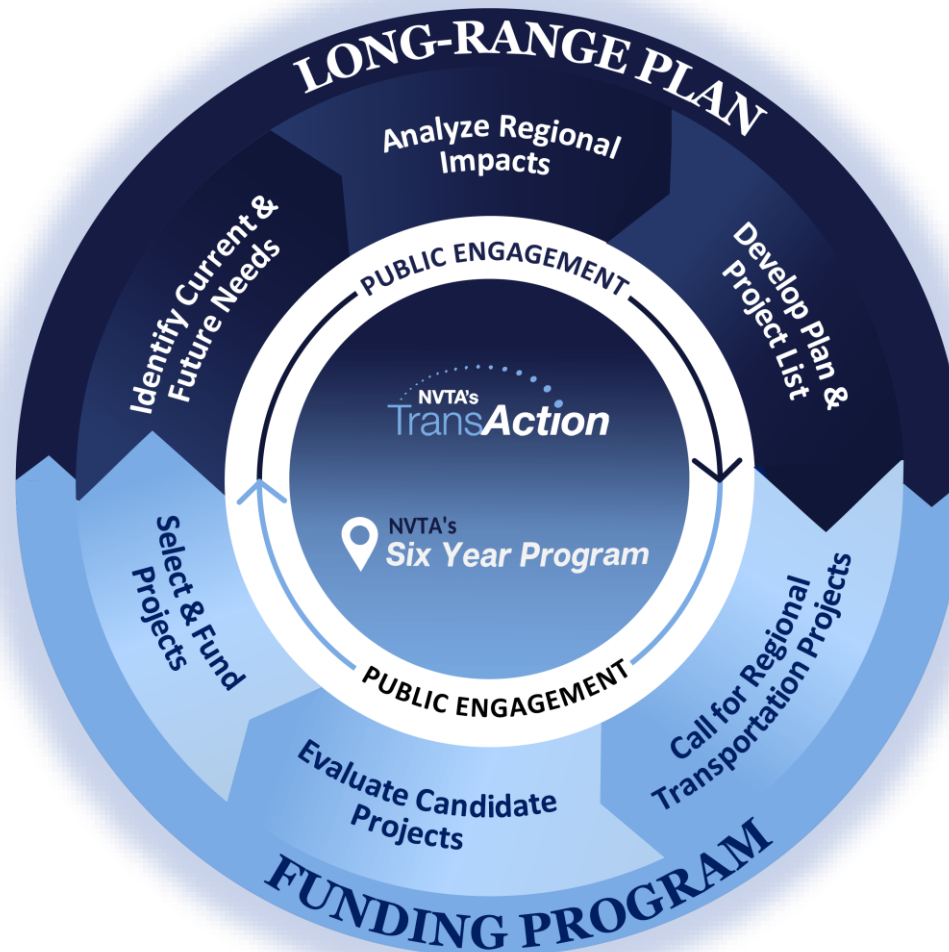 LONG-RANGE PLAN
Analyze Regional
Impacts
Identify Current &
Future Needs
Develop Plan &
Project List
PUBLIC ENGAGEMENT
NVTA's
TransAction
NVTA's
Six Year Program
PUBLIC ENGAGEMENT
Select & Fund
Projects
Call for Regional
Transportation Projects
Evaluate Candidate
Projects
FUNDING PROGRAM